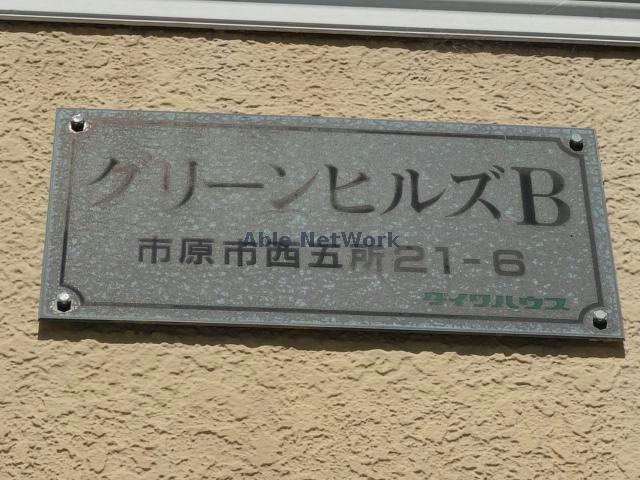 グリーンヒルズB
Able NetWork
市原市西五所21-6
ダイワハウス